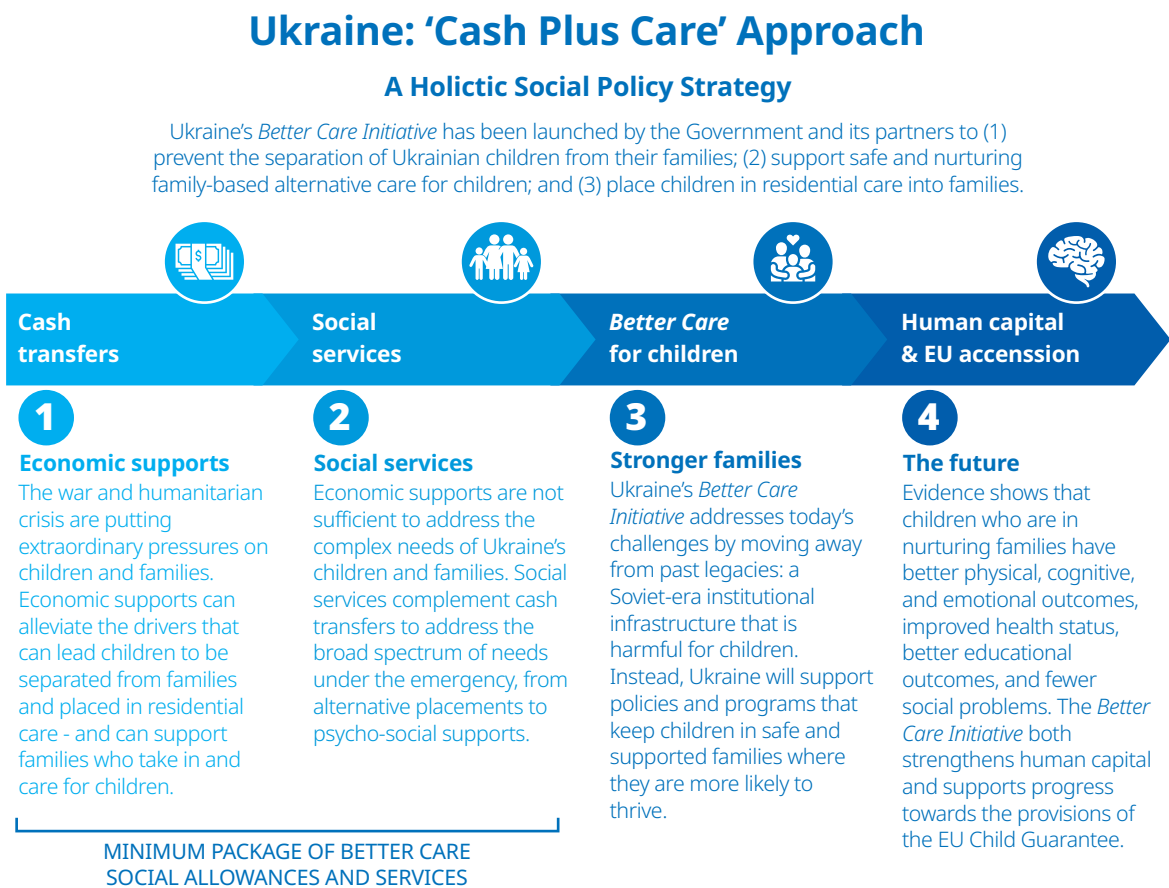 Ukraine: ‘Cash Plus Care’ Approach
A Holictic Social Policy Strategy
Ukraine’s Better Care Initiative has been launched by the Government and its partners to (1)
prevent the separation of Ukrainian children from their families; (2) support safe and nurturing
family-based alternative care for children; and (3) place children in residential care into families.
$
Cash
transfers
Social
services
Better Care
for children
Human capital
& EU accenssion
1
Economic supports
The war and humanitarian
crisis are putting
extraordinary pressures on
children and families.
Economic supports can
alleviate the drivers that
can lead children to be
separated from families
and placed in residential
care - and can support
families who take in and
care for children.
2
Social services
Economic supports are not
sufficient to address the
complex needs of Ukraine’s
children and families. Social
services complement cash
transfers to address the
broad spectrum of needs
under the emergency, from
alternative placements to
psycho-social supports.
MINIMUM PACKAGE OF BETTER CARE
SOCIAL ALLOWANCES AND SERVICES
3
Stronger families
Ukraine’s Better Care
Initiative addresses today’s
challenges by moving away
from past legacies: a
Soviet-era institutional
infrastructure that is
harmful for children.
Instead, Ukraine will support
policies and programs that
keep children in safe and
supported families where
they are more likely to
thrive.
4
The future
Evidence shows that
children who are in
nurturing families have
better physical, cognitive,
and emotional outcomes,
improved health status,
better educational
outcomes, and fewer
social problems. The Better
Care Initiative both
strengthens human capital
and supports progress
towards the provisions of
the EU Child Guarantee.